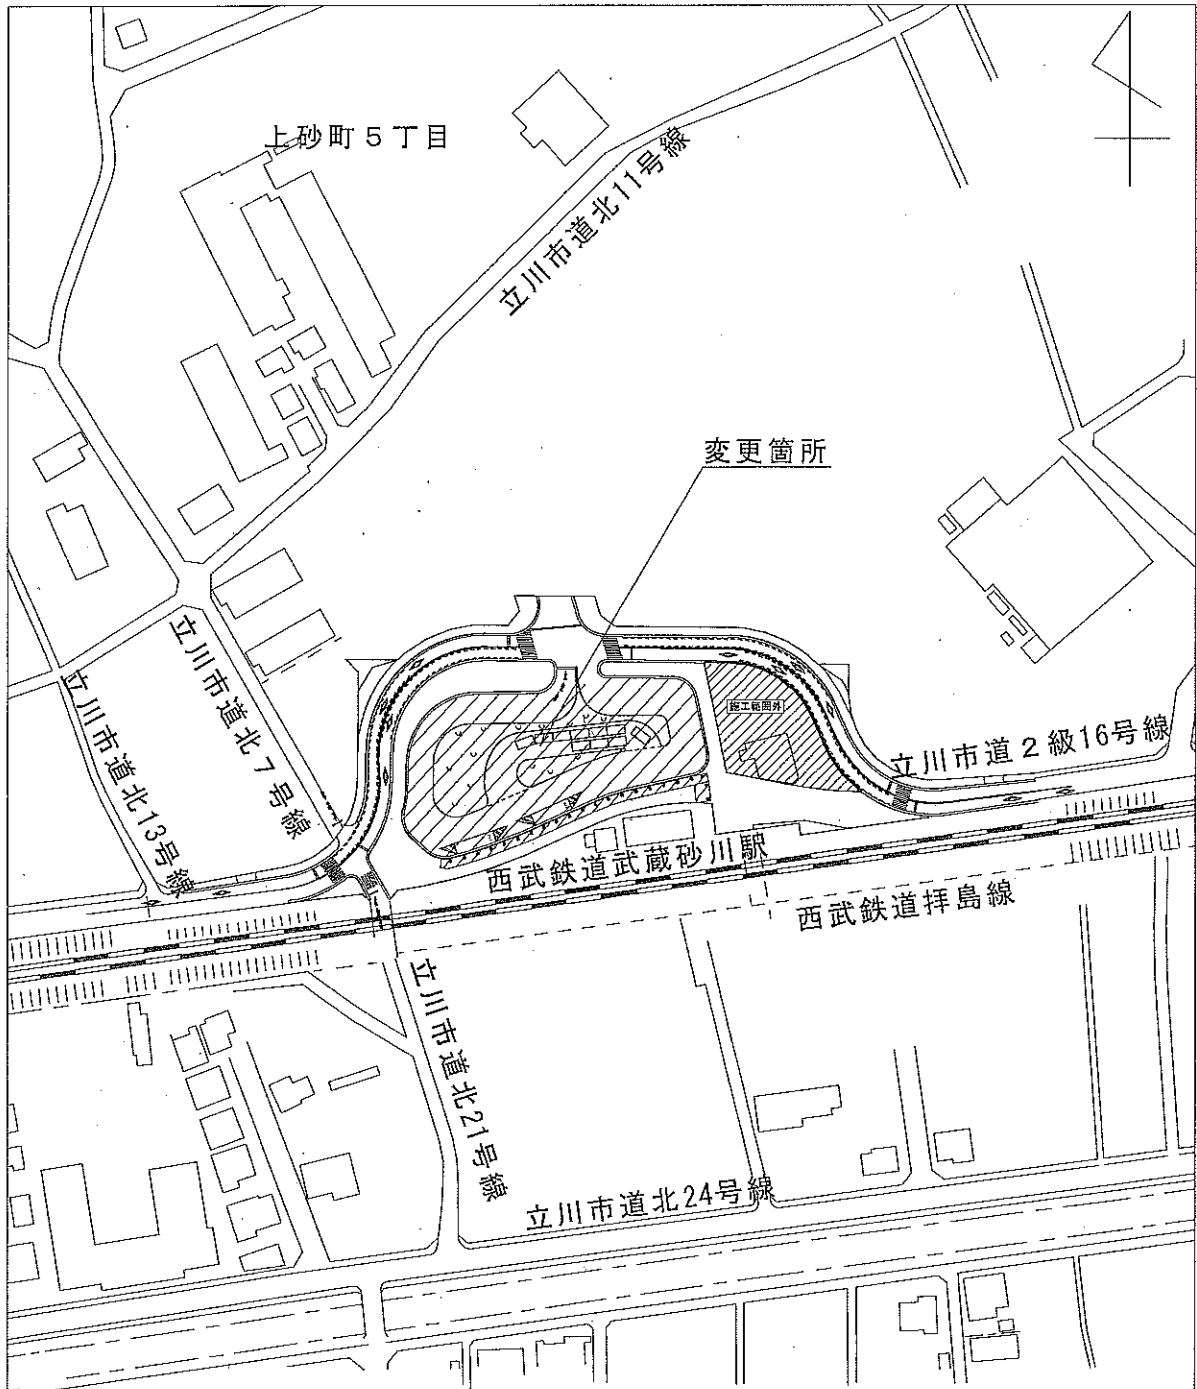 上砂町５丁目
立川市道北11号線
変更箇所
立川市道北７号線
立川市道北13号線
施工範囲外
立川市道２級16号線
西武鉄道武蔵砂川駅
西武鉄道拝島線
立川市道北21号線
立川市道北24号線